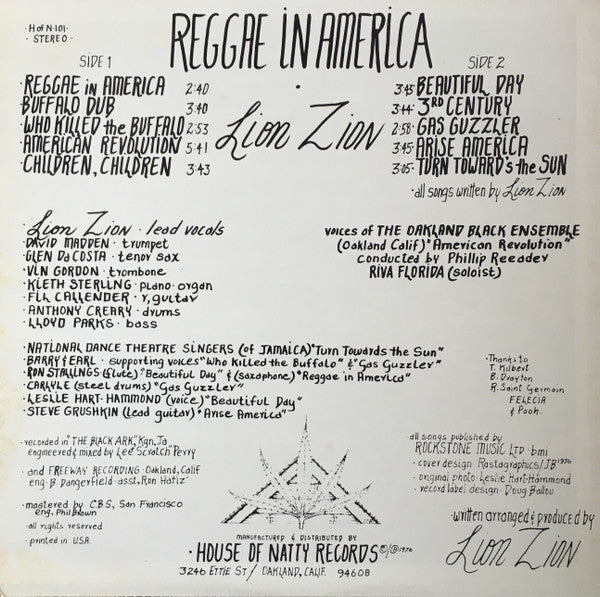 · H of N·101 ·
· STEREO ·
REGGAE iN AMERICA
SIDE 1
· REGGAE in AMERICA 2:40
· BUFFALO DUB 3:40
· WHO KILLED the BUFFALO 2:53
· AMERICAN REVOLUTION 5:41
· CHILDREN, CHILDREN 3:43
· Lion Zion
SIDE 2
3:45 BEAUTIFUL DAY
3:44 3RD CENTURY
2:58 GAS GUZZLER
3:45 ARISE AMERICA
3:05 TURN TOWARD's the SUN
· all songs written by Lion Zion
· Lion Zion · lead vocals
· DAVID MADDEN · trumpet
· GLEN DaCOSTA · tenor sax
· VIN GORDON · trombone
· KIETH STERLING · piano · organ
· FIL CALLENDER · r, guitar
· ANTHONY CREARY · drums
· LLOYD PARKS · bass
voices of THE OAKLAND BLACK ENSEMBLE
(Oakland Calif) "American Revolution"
conducted by Phillip Reeder
RIVA FLORIDA (soloist)
· NATIONAL DANCE THEATRE SINGERS (of JAMAICA) "Turn Towards the Sun"
· BARRY & EARL · supporting voices "Who Killed the Buffalo" & "Gas Guzzler"
· RON STALLINGS (flute) "Beautiful Day" & (saxophone) "Reggae in America"
· CARLYLE (steel drums) "Gas Guzzler"
· LESLIE HART·HAMMOND (voice) "Beautiful Day"
· STEVE GRUSHKIN (lead guitar) "Arise America"
· Thanks to
T. Kilbert
B. Drayton
R. Saint Germain
FELECIA
& Pooh.
· recorded in "THE BLACK ARK," Kgn, Ja
engineered & mixed by Lee "Scratch" Perry
· and FREEWAY RECORDING · Oakland, Calif
eng · B. Dangerfield · asst. Ron Hatiz
· mastered by C.B.S, San Francisco
eng. Phil Brown
· all rights reserved
· printed in U.S.A.
all songs published by
ROCKSTONE MUSIC LTD · bmi
· cover design Rastagraphics/JB 1976
· original photo · Leslie Hart·Hammond
· record label design · Doug Ballou
written arranged & produced by
Lion Zion
MANUFACTURED & DISTRIBUTED BY
· HOUSE OF NATTY RECORDS ©/℗ 1976
3246 ETTIE ST / OAKLAND, CALIF. 94608